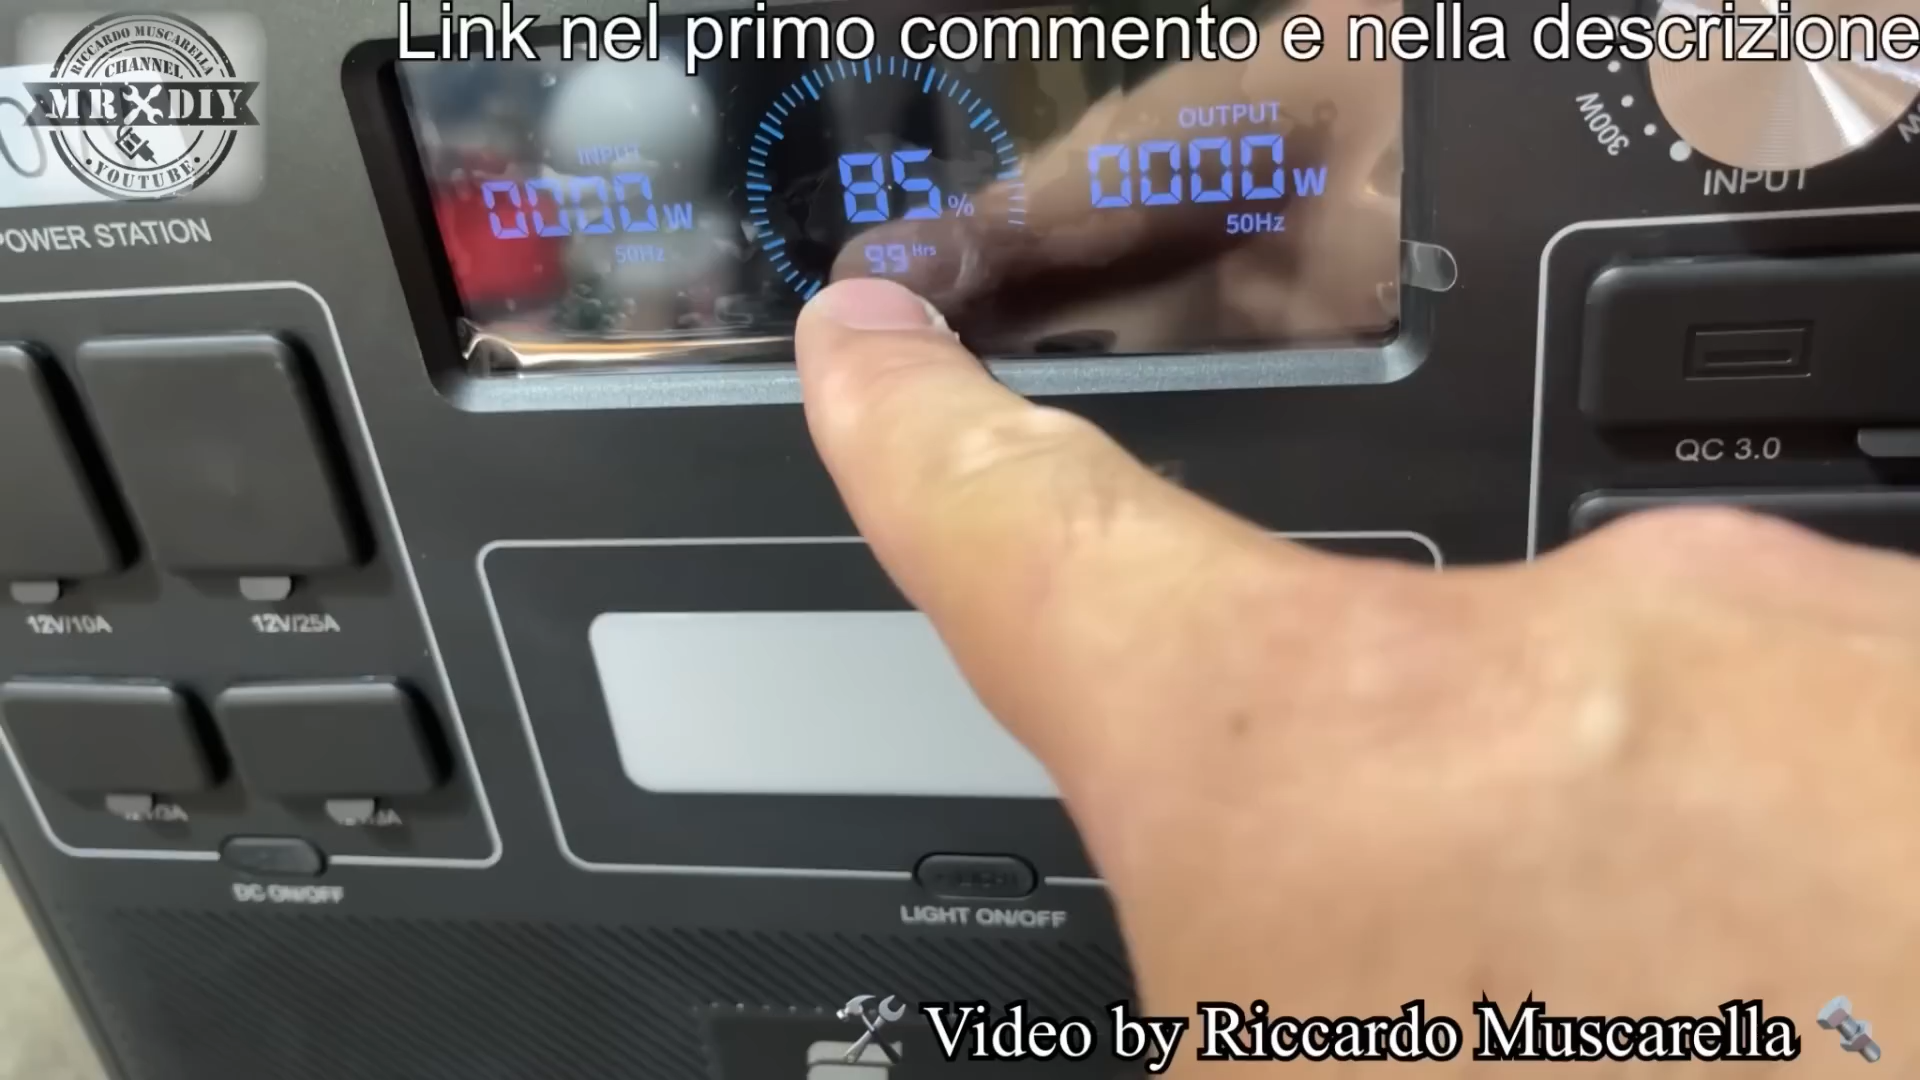 Link nel primo commento e nella descrizione
RICCARDO MUSCARELLA
CHANNEL
MR DIY
YOUTUBE
POWER STATION
INPUT
0000W
50Hz
85%
99 Hrs
OUTPUT
0000W
50Hz
300W
INPUT
QC 3.0
12V/10A
12V/25A
DC ON/OFF
LIGHT ON/OFF
Video by Riccardo Muscarella